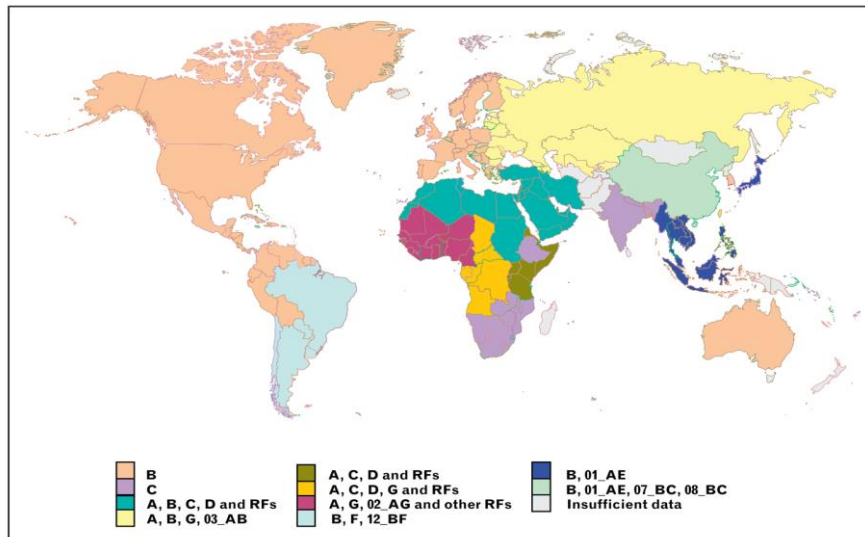 B
C
A, B, C, D and RFs
A, B, G, 03_AB
A, C, D and RFs
A, C, D, G and RFs
A, G, 02_AG and other RFs
B, F, 12_BF
B, 01_AE
B, 01_AE, 07_BC, 08_BC
Insufficient data